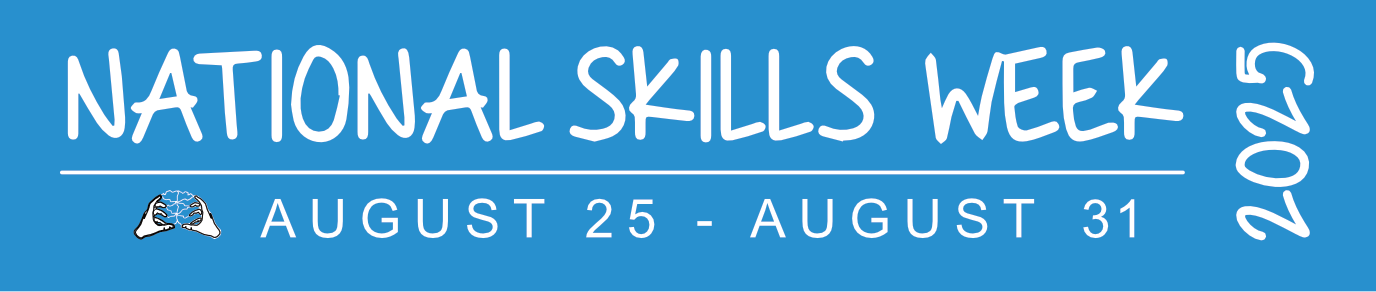 NATIONAL SKILLS WEEK
2025
AUGUST 25 - AUGUST 31